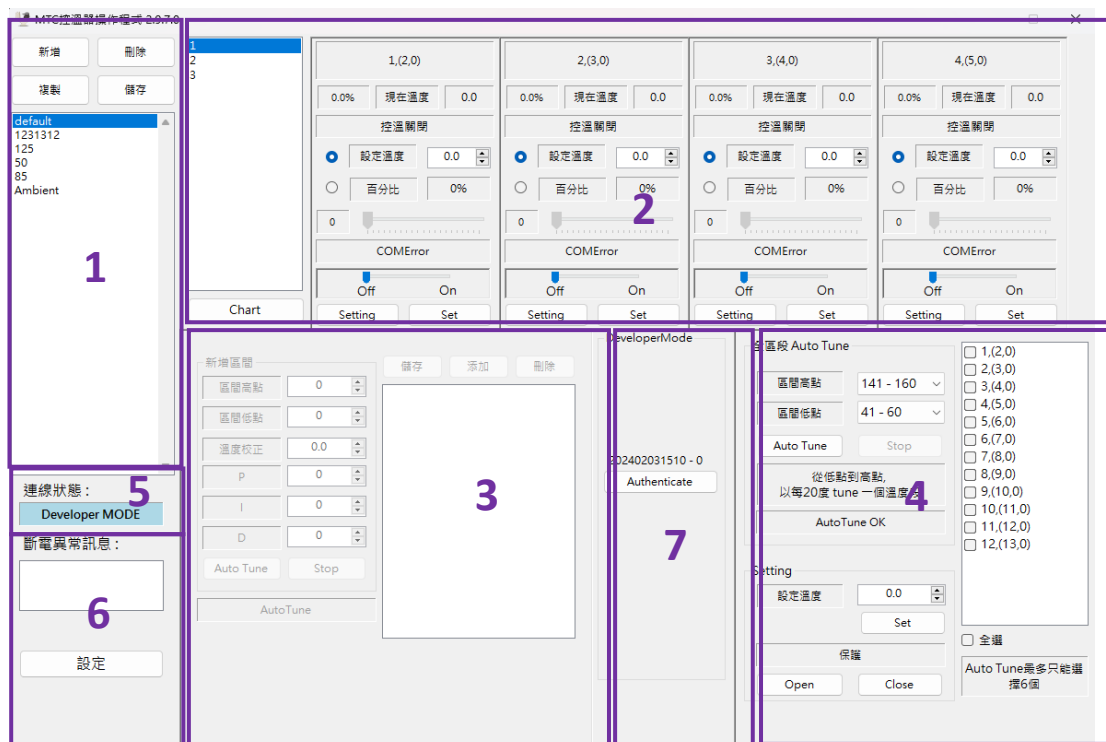 MTC控溫器操作程式 2.9.7.0
新增 刪除
複製 儲存
default
1231312
125
50
85
Ambient
1
連線狀態：
5
Developer MODE
斷電異常訊息：
6
設定
1
2
3
Chart
1,(2,0) 2,(3,0) 3,(4,0) 4,(5,0)
0.0% 現在溫度 0.0 0.0% 現在溫度 0.0 0.0% 現在溫度 0.0 0.0% 現在溫度 0.0
控溫關閉 控溫關閉 控溫關閉 控溫關閉
設定溫度 0.0 設定溫度 0.0 設定溫度 0.0 設定溫度 0.0
百分比 0% 百分比 0% 百分比 0% 百分比 0%
2
0 0 0 0
COMError COMError COMError COMError
Off On Off On Off On Off On
Setting Set Setting Set Setting Set Setting Set
新增區間
區間高點 0
區間低點 0
溫度校正 0.0
P 0
I 0
D 0
Auto Tune Stop
AutoTune
儲存 添加 刪除
3
DeveloperMode
202402031510 - 0
Authenticate
7
全區段 Auto Tune
區間高點 141 - 160
區間低點 41 - 60
Auto Tune Stop
從低點到高點,
以每20度 tune 一個溫度段
4
AutoTune OK
Setting
設定溫度 0.0
Set
保護
Open Close
1,(2,0)
2,(3,0)
3,(4,0)
4,(5,0)
5,(6,0)
6,(7,0)
7,(8,0)
8,(9,0)
9,(10,0)
10,(11,0)
11,(12,0)
12,(13,0)
全選
Auto Tune最多只能選
擇6個